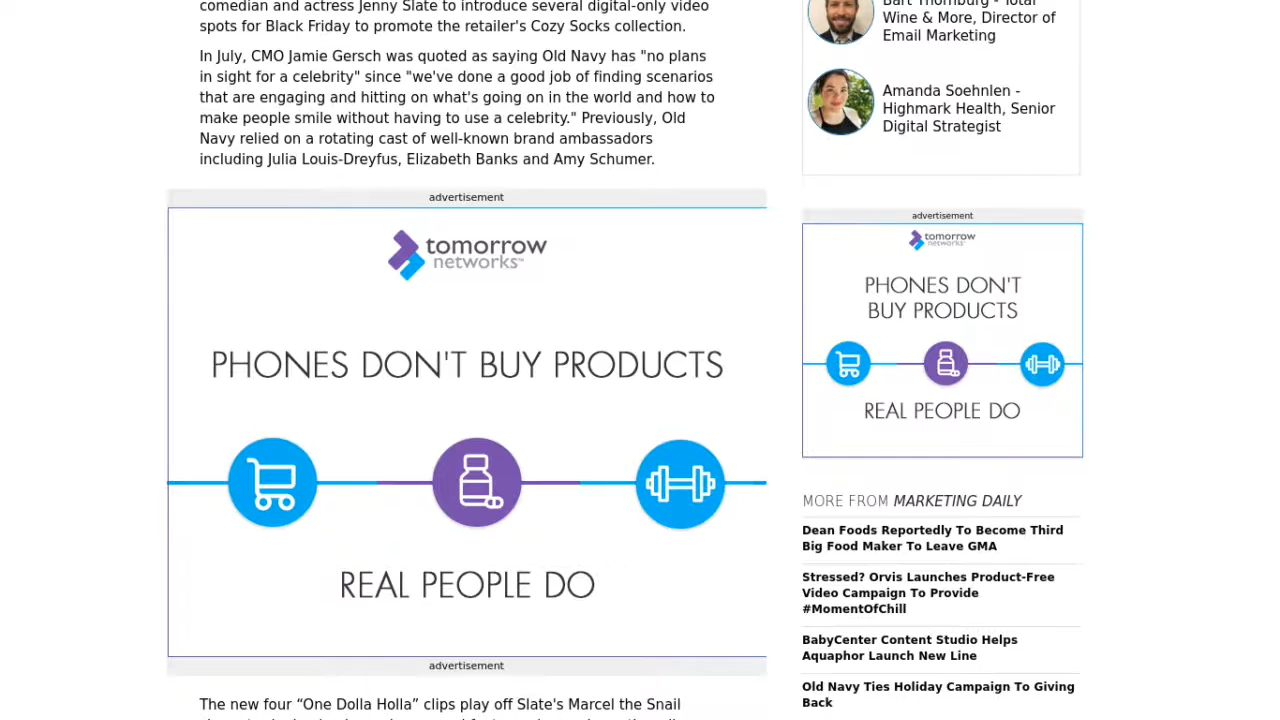 comedian and actress Jenny Slate to introduce several digital-only video
spots for Black Friday to promote the retailer's Cozy Socks collection.
In July, CMO Jamie Gersch was quoted as saying Old Navy has "no plans
in sight for a celebrity" since "we've done a good job of finding scenarios
that are engaging and hitting on what's going on in the world and how to
make people smile without having to use a celebrity." Previously, Old
Navy relied on a rotating cast of well-known brand ambassadors
including Julia Louis-Dreyfus, Elizabeth Banks and Amy Schumer.
advertisement
tomorrow
networks™
PHONES DON'T BUY PRODUCTS
REAL PEOPLE DO
advertisement
The new four “One Dolla Holla” clips play off Slate's Marcel the Snail
Bart Thornburg - Total
Wine & More, Director of
Email Marketing
Amanda Soehnlen -
Highmark Health, Senior
Digital Strategist
advertisement
tomorrow
networks™
PHONES DON'T
BUY PRODUCTS
REAL PEOPLE DO
MORE FROM MARKETING DAILY
Dean Foods Reportedly To Become Third
Big Food Maker To Leave GMA
Stressed? Orvis Launches Product-Free
Video Campaign To Provide
#MomentOfChill
BabyCenter Content Studio Helps
Aquaphor Launch New Line
Old Navy Ties Holiday Campaign To Giving
Back